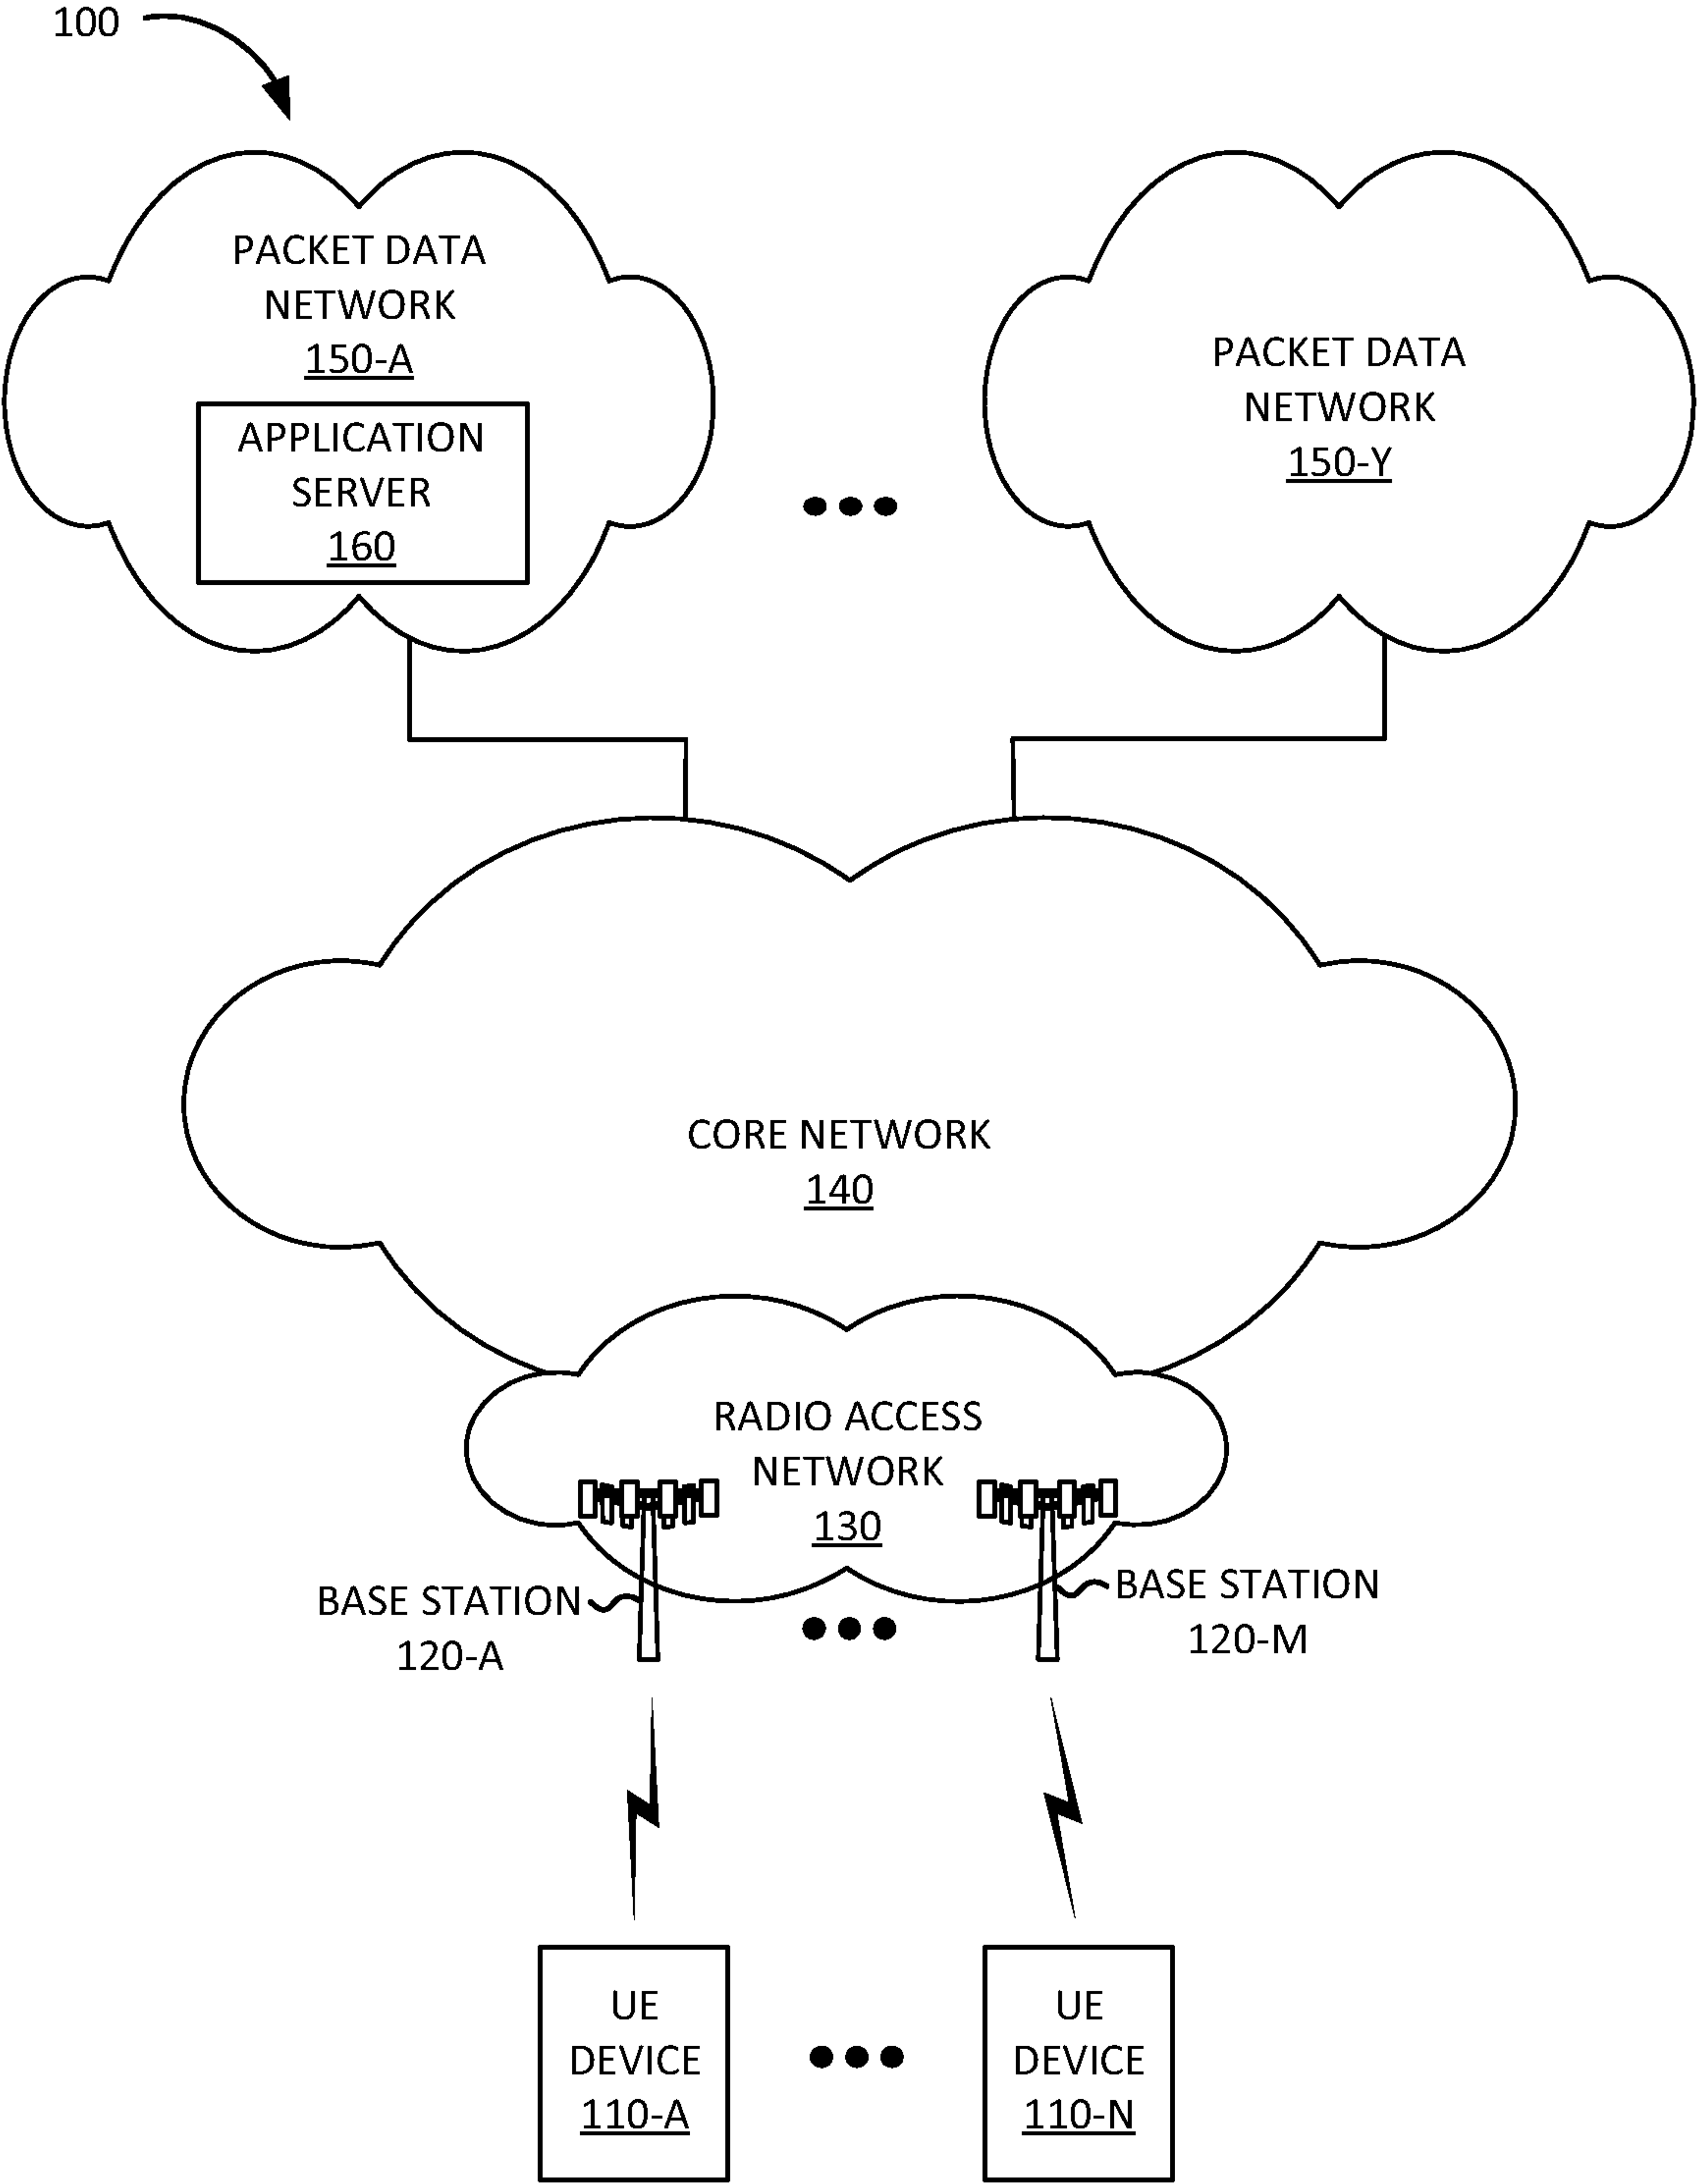 100
PACKET DATA
NETWORK
150-A
APPLICATION
SERVER
160
PACKET DATA
NETWORK
150-Y
CORE NETWORK
140
RADIO ACCESS
NETWORK
130
BASE STATION
120-A
BASE STATION
120-M
UE
DEVICE
110-A
UE
DEVICE
110-N